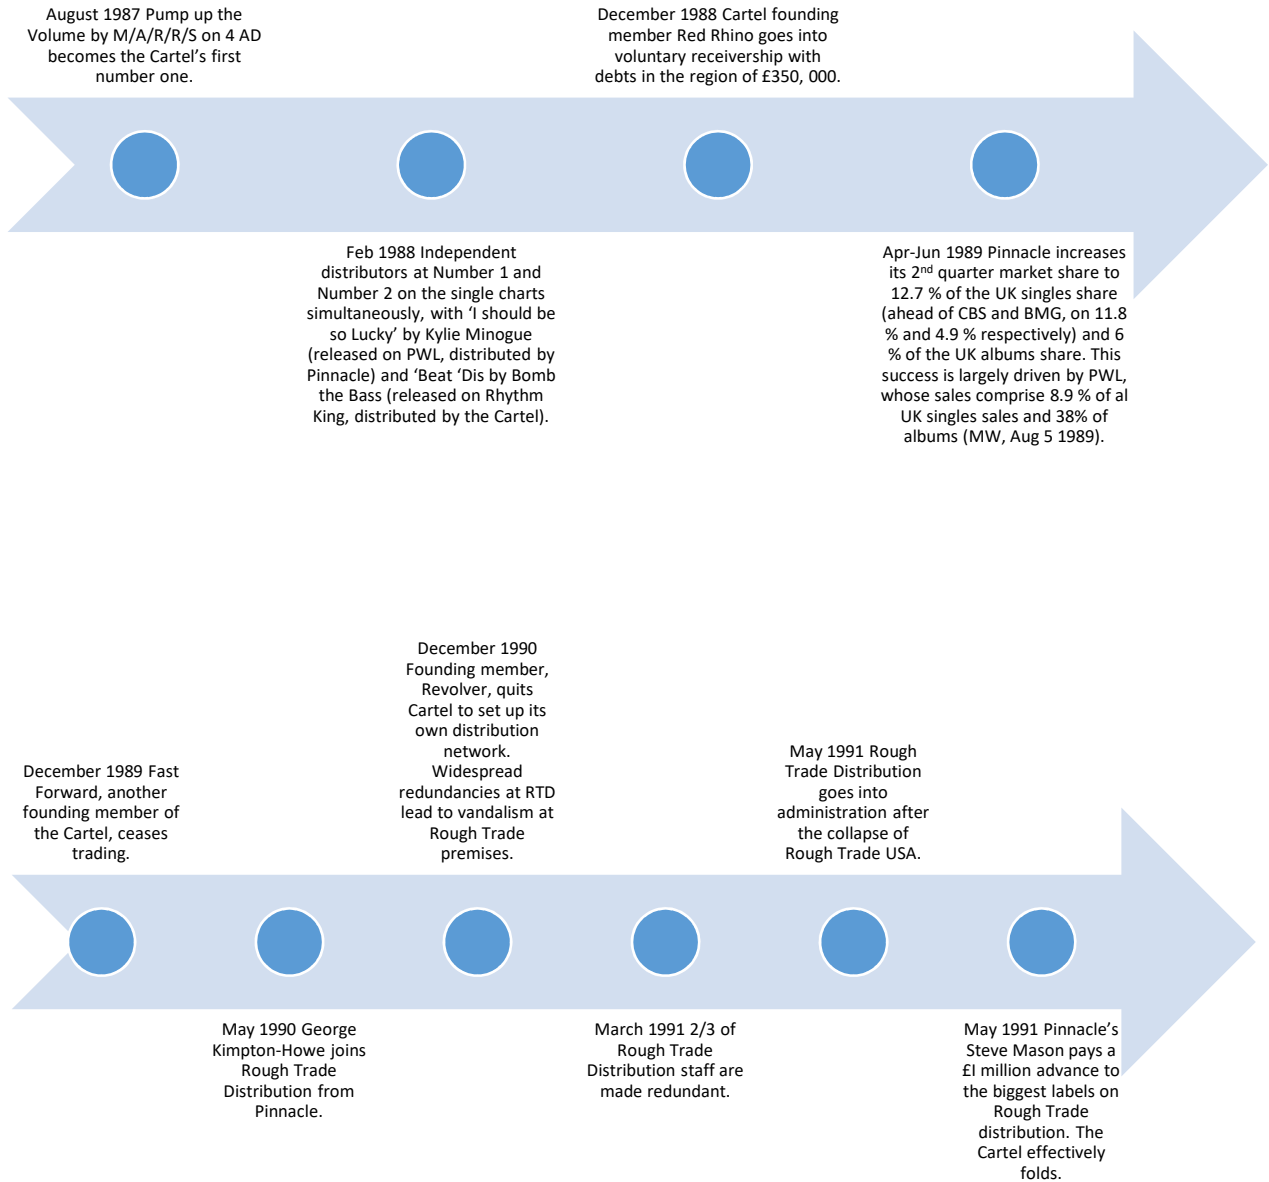 August 1987 Pump up the
Volume by M/A/R/R/S on 4 AD
becomes the Cartel's first
number one.
December 1988 Cartel founding
member Red Rhino goes into
voluntary receivership with
debts in the region of £350, 000.
Feb 1988 Independent
distributors at Number 1 and
Number 2 on the single charts
simultaneously, with ‘I should be
so Lucky’ by Kylie Minogue
(released on PWL, distributed by
Pinnacle) and ‘Beat ‘Dis by Bomb
the Bass (released on Rhythm
King, distributed by the Cartel).
Apr-Jun 1989 Pinnacle increases
its 2nd quarter market share to
12.7 % of the UK singles share
(ahead of CBS and BMG, on 11.8
% and 4.9 % respectively) and 6
% of the UK albums share. This
success is largely driven by PWL,
whose sales comprise 8.9 % of al
UK singles sales and 38% of
albums (MW, Aug 5 1989).
December 1989 Fast
Forward, another
founding member of
the Cartel, ceases
trading.
December 1990
Founding member,
Revolver, quits
Cartel to set up its
own distribution
network.
Widespread
redundancies at RTD
lead to vandalism at
Rough Trade
premises.
May 1991 Rough
Trade Distribution
goes into
administration after
the collapse of
Rough Trade USA.
May 1990 George
Kimpton-Howe joins
Rough Trade
Distribution from
Pinnacle.
March 1991 2/3 of
Rough Trade
Distribution staff are
made redundant.
May 1991 Pinnacle’s
Steve Mason pays a
£I million advance to
the biggest labels on
Rough Trade
distribution. The
Cartel effectively
folds.